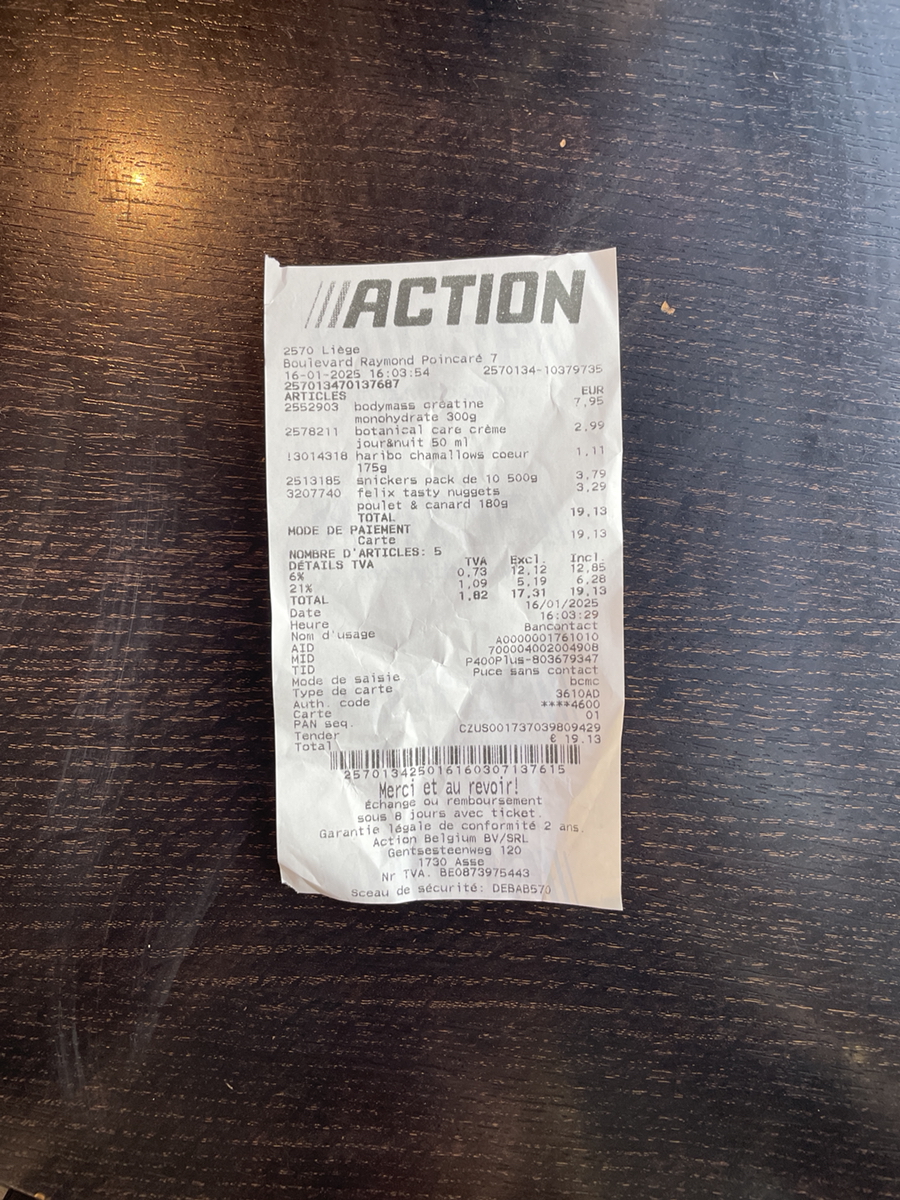 ///ACTION
2570 Liège
Boulevard Raymond Poincaré 7
16-01-2025 16:03:54 2570134-10379735
257013470137687
ARTICLES EUR
2552903 bodymass créatine 7,95
monohydrate 300g
2578211 botanical care crème 2,99
jour&nuit 50 ml
!3014318 haribo chamallows coeur 1,11
175g
2513185 snickers pack de 10 500g 3,79
3207740 felix tasty nuggets 3,29
poulet & canard 180g
TOTAL 19,13
MODE DE PAIEMENT
Carte 19,13
NOMBRE D'ARTICLES: 5
DÉTAILS TVA TVA Excl. Incl.
6% 0,73 12,12 12,85
21% 1,09 5,19 6,28
TOTAL 1,82 17,31 19,13
Date 16/01/2025
Heure 16:03:29
Nom d'usage Bancontact
AID A0000001761010
MID 700004002004908
TID P400Plus-803679347
Mode de saisie Puce sans contact
Type de carte bcmc
Auth. code 3610AD
Carte ****4600
PAN seq. 01
Tender CZUS001737039809429
Total € 19.13
2570134250161603071​37615
Merci et au revoir!
Échange ou remboursement
sous 8 jours avec ticket.
Garantie légale de conformité 2 ans.
Action Belgium BV/SRL
Gentsesteenweg 120
1730 Asse
Nr TVA. BE0873975443
Sceau de sécurité: DEBAB570